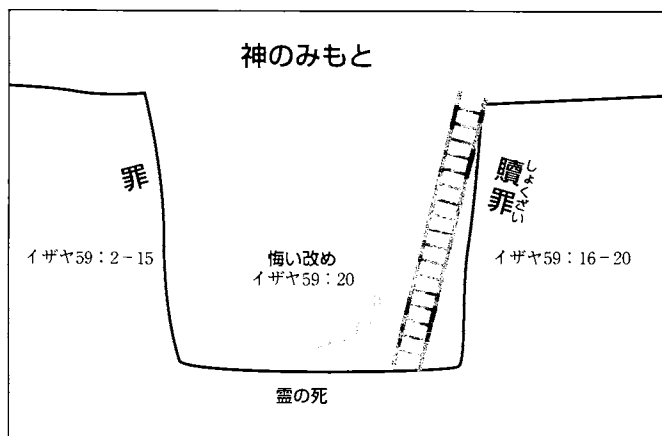 神のみもと
罪
イザヤ59：2－15
悔い改め
イザヤ59：20
贖罪
しょくざい
イザヤ59：16－20
霊の死